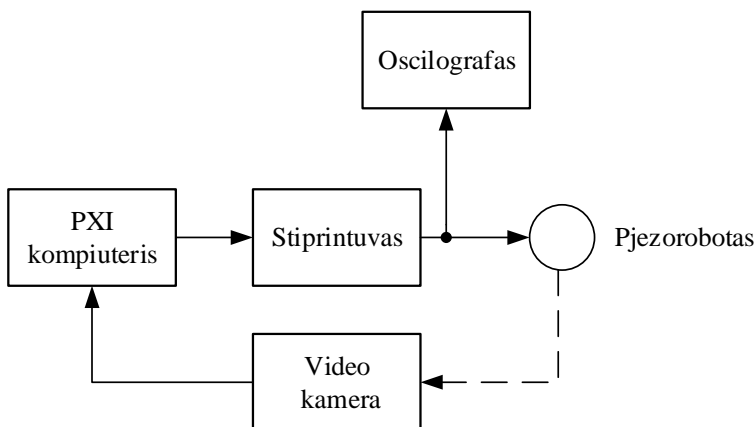 Oscilografas
PXI
kompiuteris
Stiprintuvas
Pjezorobotas
Video
kamera